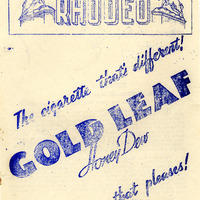 RHODEO
The cigarette that's different!
GOLD LEAF
Honey Dew
that pleases!